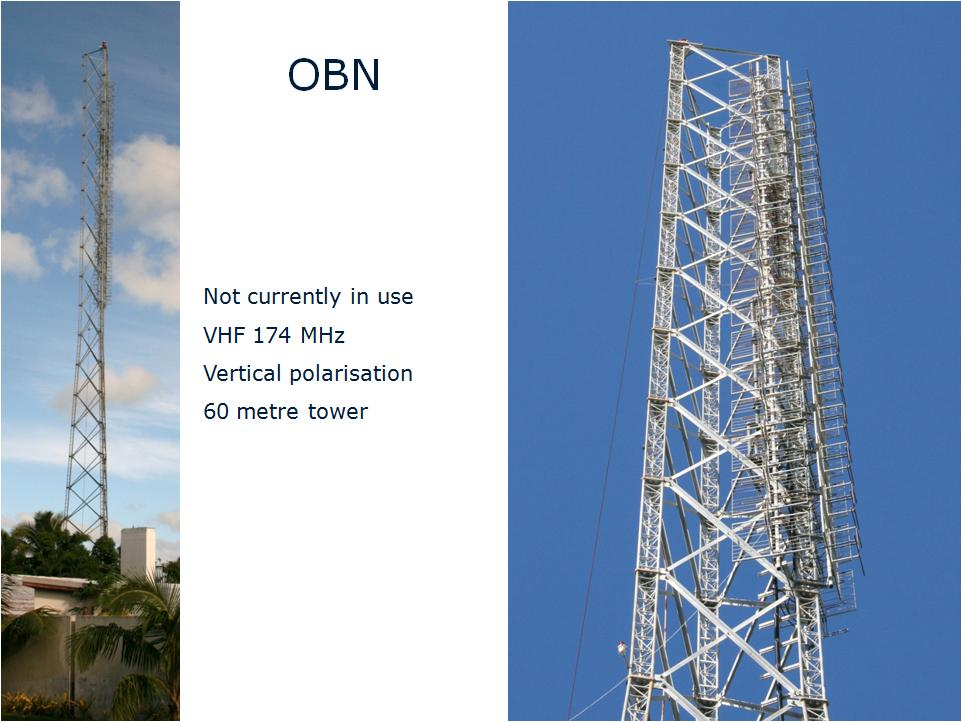 OBN
Not currently in use
VHF 174 MHz
Vertical polarisation
60 metre tower